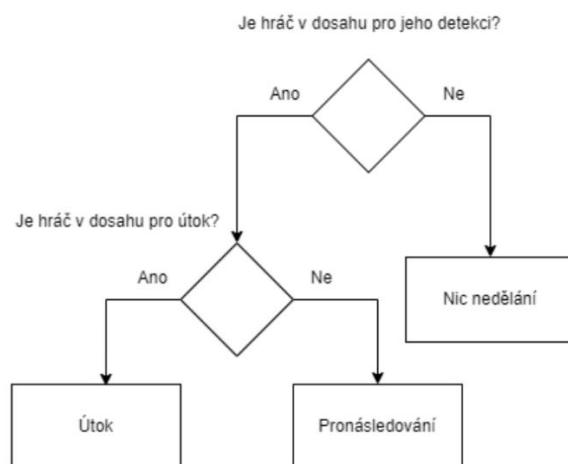 Je hráč v dosahu pro jeho detekci?
Ano
Ne
Je hráč v dosahu pro útok?
Ano
Ne
Nic nedělání
Útok
Pronásledování